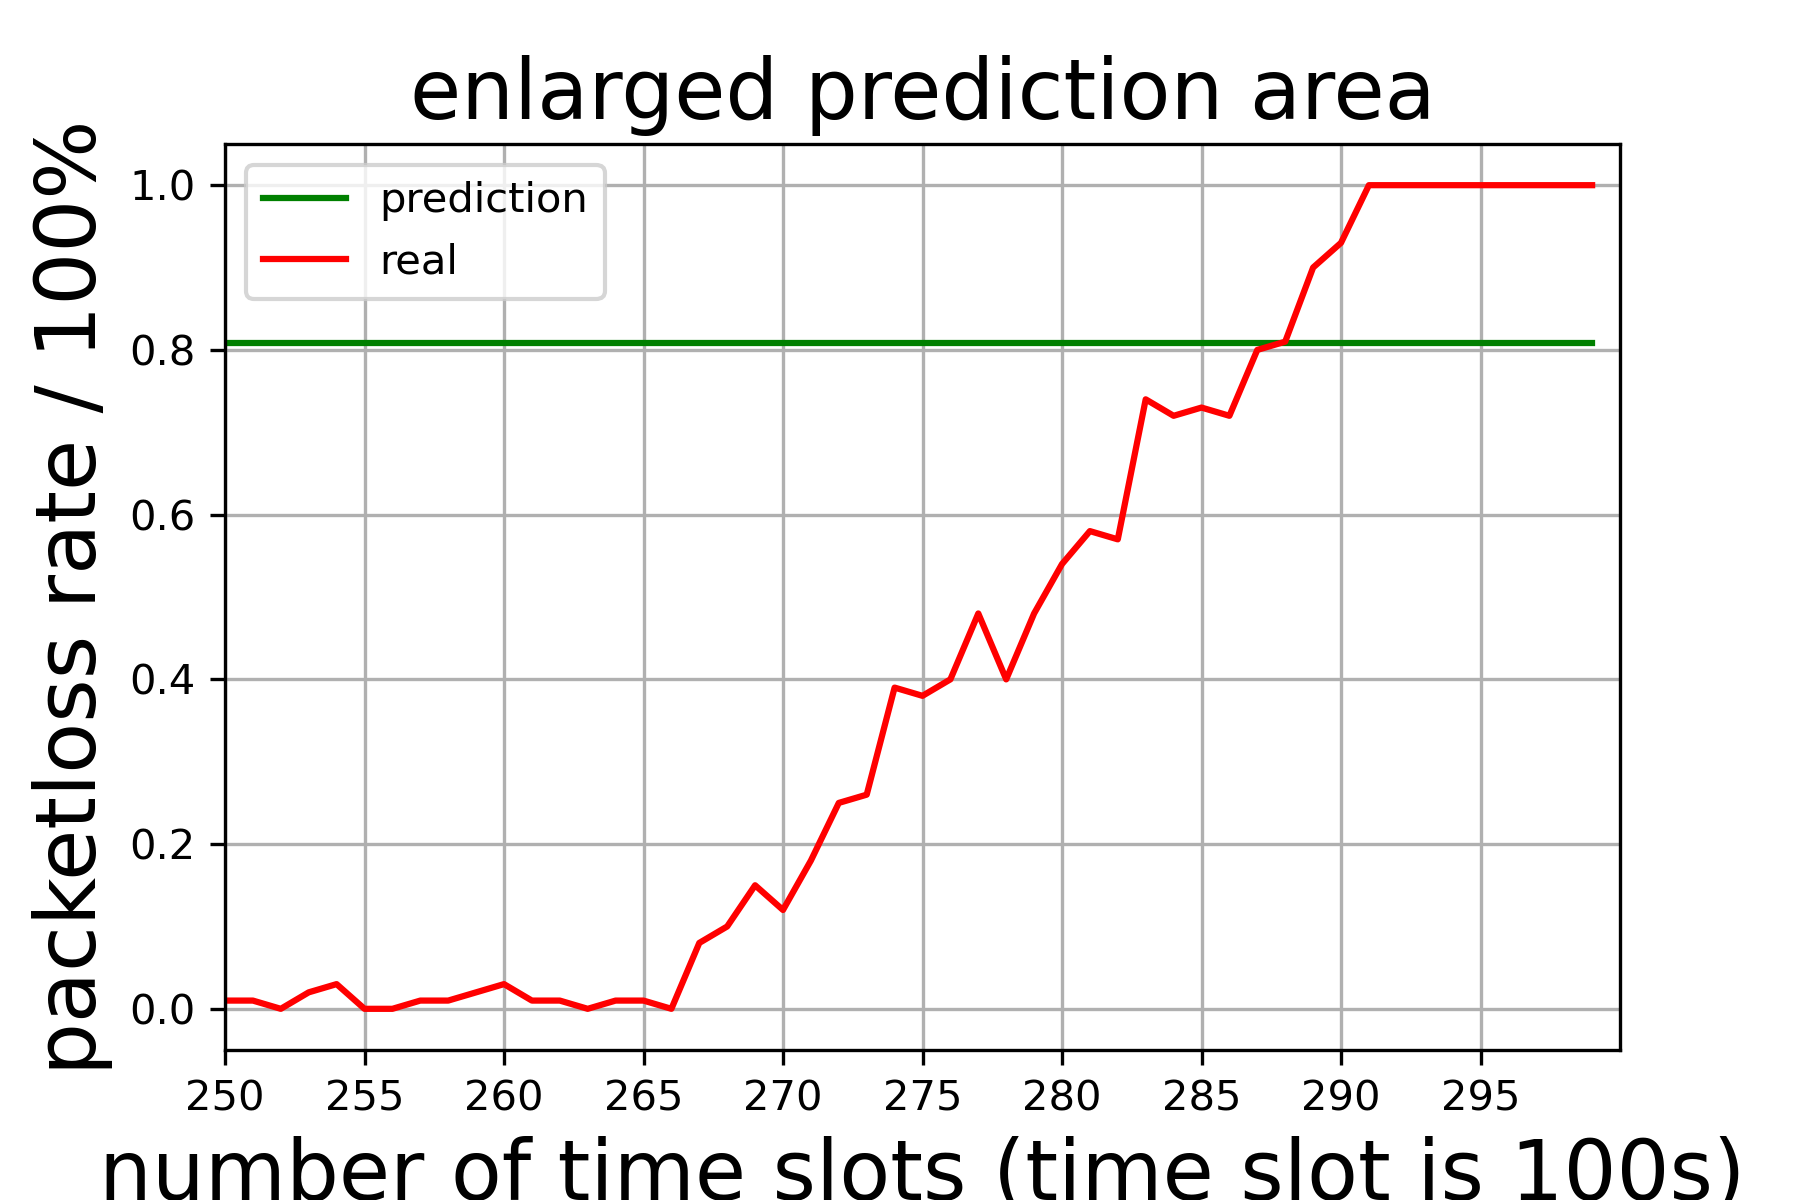 enlarged prediction area
packetloss rate / 100%
1.0
0.8
0.6
0.4
0.2
0.0
prediction
real
250 255 260 265 270 275 280 285 290 295
number of time slots (time slot is 100s)